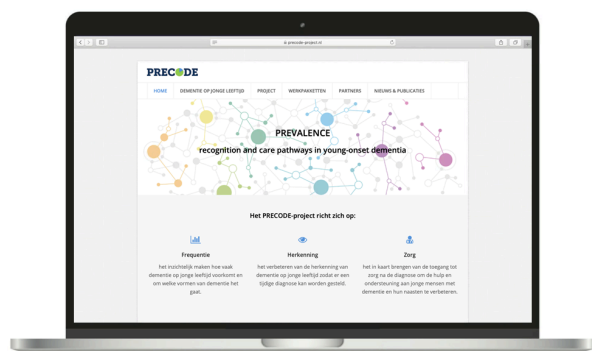 precode-project.nl
PRECODE
HOME DEMENTIE OP JONGE LEEFTIJD PROJECT WERKPAKKETTEN PARTNERS NIEUWS & PUBLICATIES
PREVALENCE
recognition and care pathways in young-onset dementia
Het PRECODE-project richt zich op:
Frequentie Herkenning Zorg
het inzichtelijk maken hoe vaak het verbeteren van de herkenning van het in kaart brengen van de toegang tot
dementie op jonge leeftijd voorkomt en dementie op jonge leeftijd zodat er een zorg na de diagnose om de hulp en
om welke vormen van dementie het tijdige diagnose kan worden gesteld. ondersteuning aan jonge mensen met
gaat. dementie en hun naasten te verbeteren.